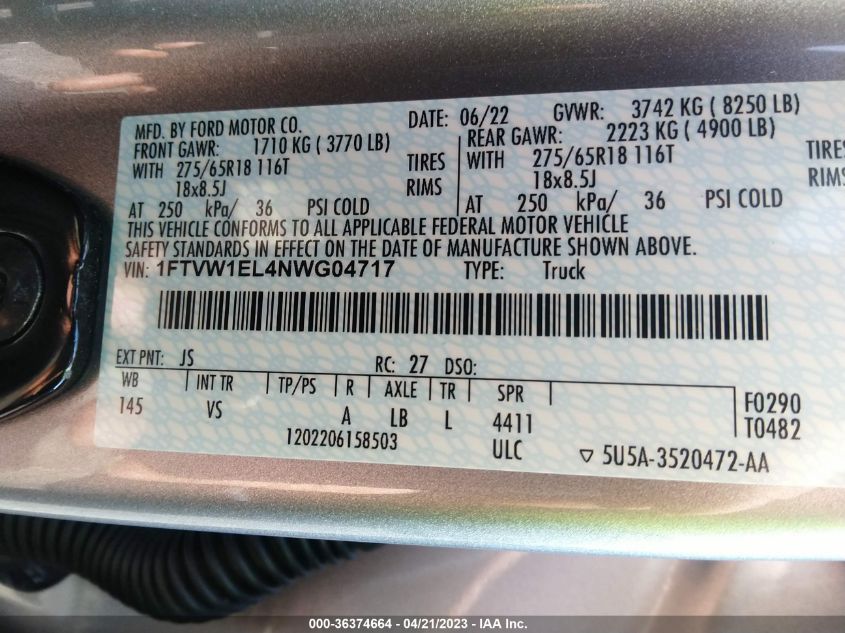 MFD. BY FORD MOTOR CO.
DATE: 06/22 GVWR: 3742 KG ( 8250 LB)
FRONT GAWR: 1710 KG ( 3770 LB)
REAR GAWR: 2223 KG ( 4900 LB)
WITH 275/65R18 116T TIRES
WITH 275/65R18 116T TIRES
18x8.5J RIMS
18x8.5J RIMS
AT 250 kPa/ 36 PSI COLD
AT 250 kPa/ 36 PSI COLD
THIS VEHICLE CONFORMS TO ALL APPLICABLE FEDERAL MOTOR VEHICLE
SAFETY STANDARDS IN EFFECT ON THE DATE OF MANUFACTURE SHOWN ABOVE.
VIN: 1FTVW1EL4NWG04717 TYPE: Truck
EXT PNT: JS RC: 27 DSO:
WB INT TR TP/PS R AXLE TR SPR
145 VS A LB L 4411
F0290
T0482
1202206158503 ULC
5U5A-3520472-AA
000-36374664 - 04/21/2023 - IAA Inc.